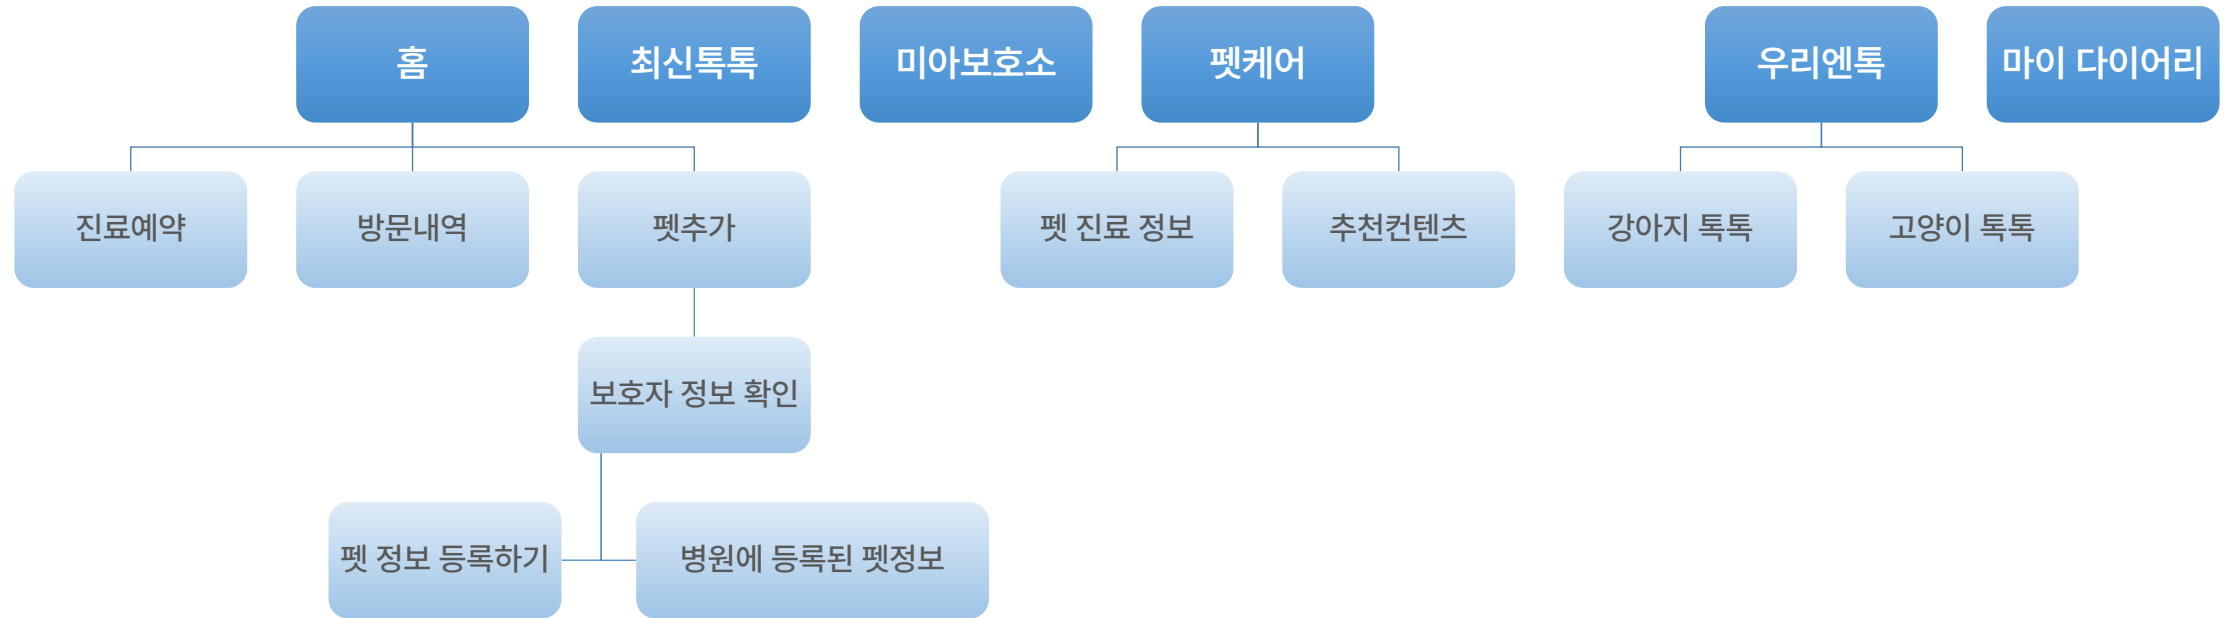 홈
최신톡톡
미아보호소
펫케어
우리엔톡
마이 다이어리
진료예약
방문내역
펫추가
펫 진료 정보
추천컨텐츠
강아지 톡톡
고양이 톡톡
보호자 정보 확인
펫 정보 등록하기
병원에 등록된 펫정보